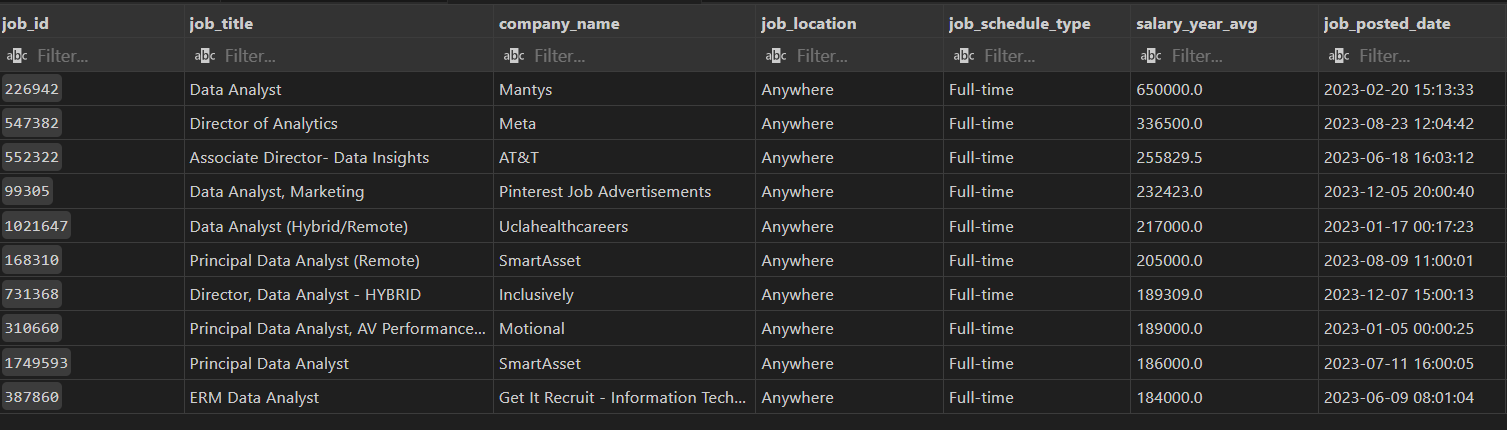 job_id job_title company_name job_location job_schedule_type salary_year_avg job_posted_date
abc Filter... abc Filter... abc Filter... abc Filter... abc Filter... abc Filter... abc Filter...
226942 Data Analyst Mantys Anywhere Full-time 650000.0 2023-02-20 15:13:33
547382 Director of Analytics Meta Anywhere Full-time 336500.0 2023-08-23 12:04:42
552322 Associate Director- Data Insights AT&T Anywhere Full-time 255829.5 2023-06-18 16:03:12
99305 Data Analyst, Marketing Pinterest Job Advertisements Anywhere Full-time 232423.0 2023-12-05 20:00:40
1021647 Data Analyst (Hybrid/Remote) Uclahealthcareers Anywhere Full-time 217000.0 2023-01-17 00:17:23
168310 Principal Data Analyst (Remote) SmartAsset Anywhere Full-time 205000.0 2023-08-09 11:00:01
731368 Director, Data Analyst - HYBRID Inclusively Anywhere Full-time 189309.0 2023-12-07 15:00:13
310660 Principal Data Analyst, AV Performance... Motional Anywhere Full-time 189000.0 2023-01-05 00:00:25
1749593 Principal Data Analyst SmartAsset Anywhere Full-time 186000.0 2023-07-11 16:00:05
387860 ERM Data Analyst Get It Recruit - Information Tech... Anywhere Full-time 184000.0 2023-06-09 08:01:04